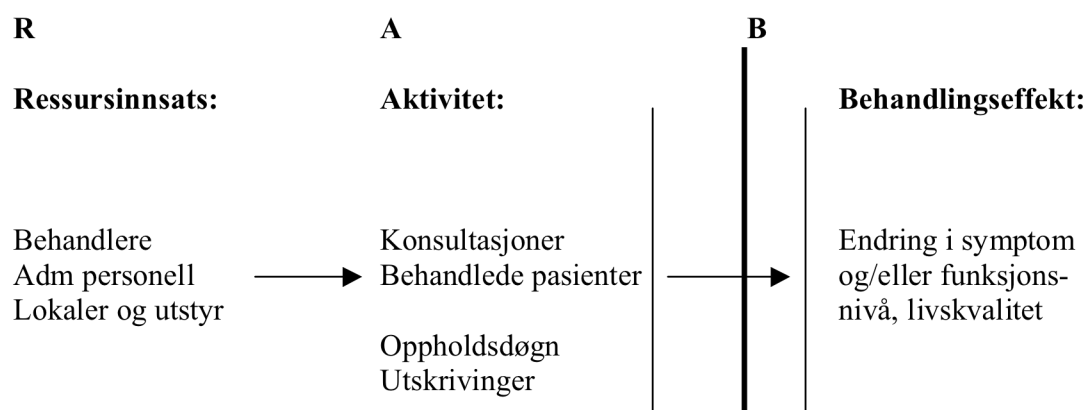 R A B
Ressursinnsats: Aktivitet: Behandlingseffekt:
Behandlere Konsultasjoner Endring i symptom
Adm personell Behandlede pasienter og/eller funksjons-
Lokaler og utstyr nivå, livskvalitet
Oppholdsdøgn
Utskrivinger